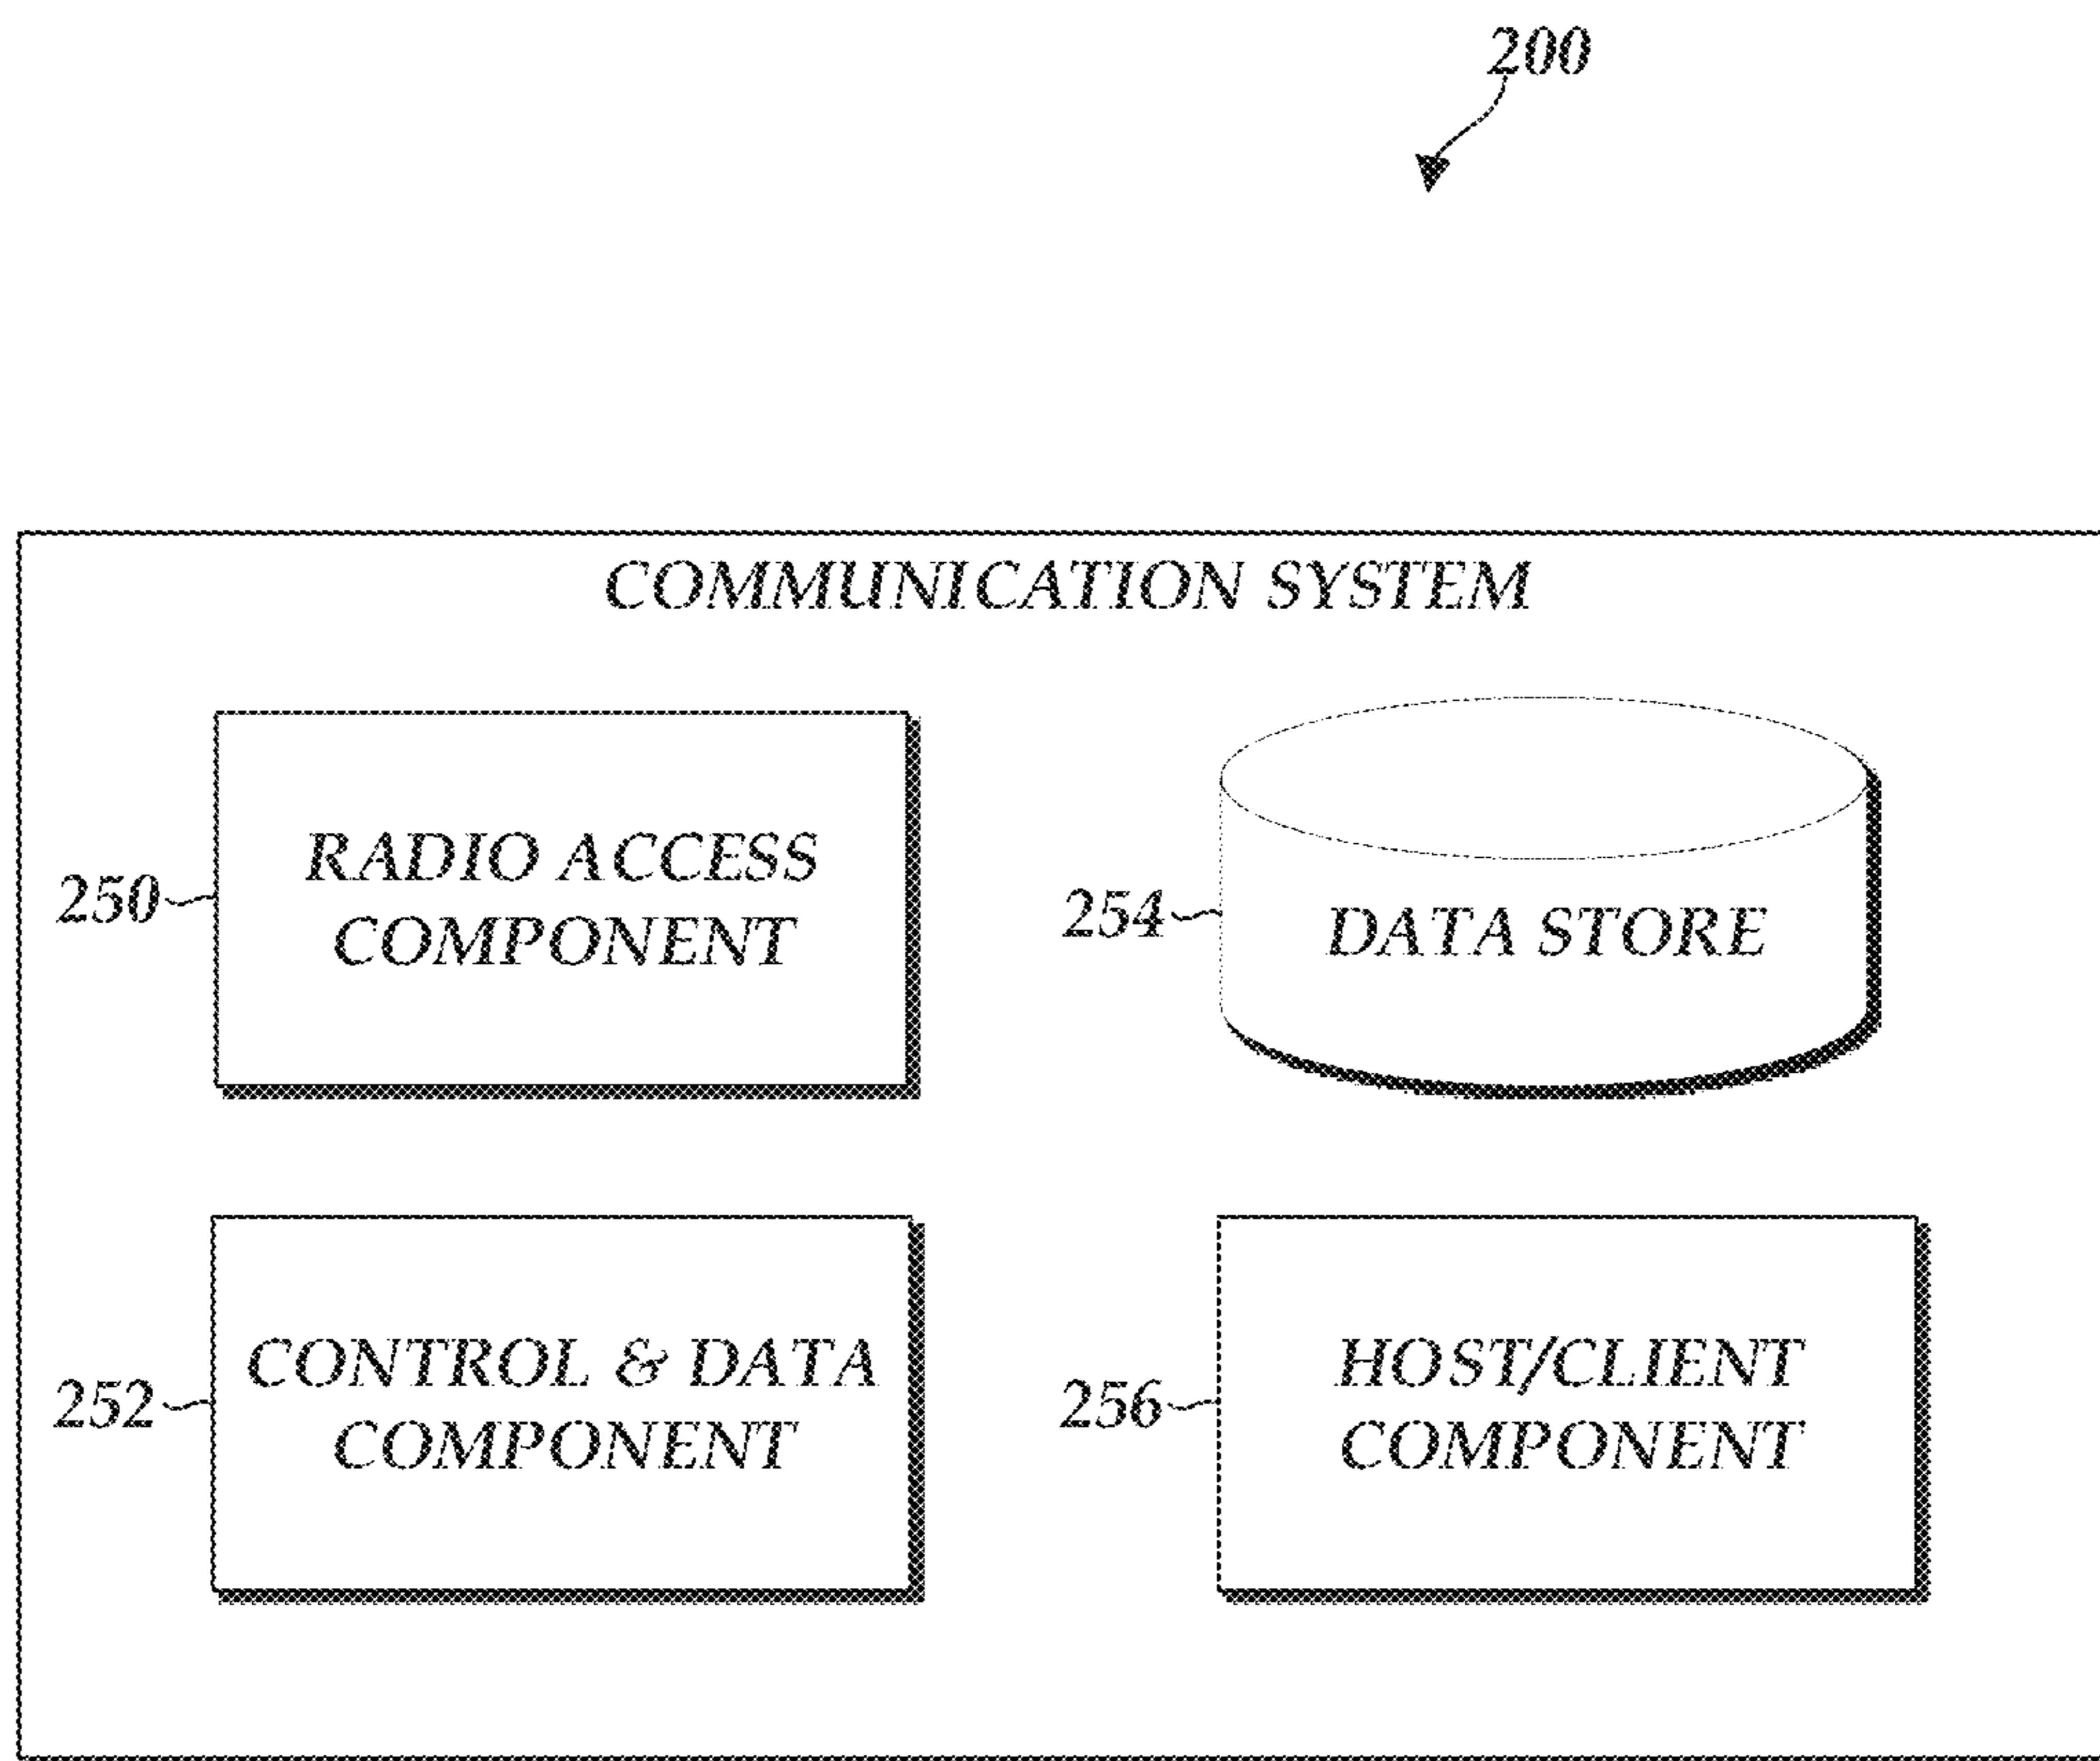 200
COMMUNICATION SYSTEM
250
RADIO ACCESS
COMPONENT
254
DATA STORE
252
CONTROL & DATA
COMPONENT
256
HOST/CLIENT
COMPONENT